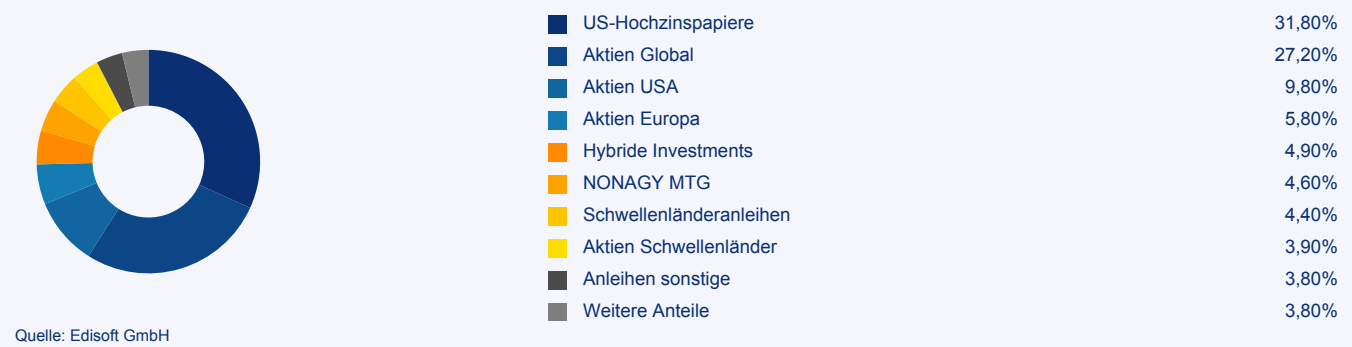 US-Hochzinspapiere 31,80%
Aktien Global 27,20%
Aktien USA 9,80%
Aktien Europa 5,80%
Hybride Investments 4,90%
NONAGY MTG 4,60%
Schwellenländeranleihen 4,40%
Aktien Schwellenländer 3,90%
Anleihen sonstige 3,80%
Weitere Anteile 3,80%
Quelle: Edisoft GmbH